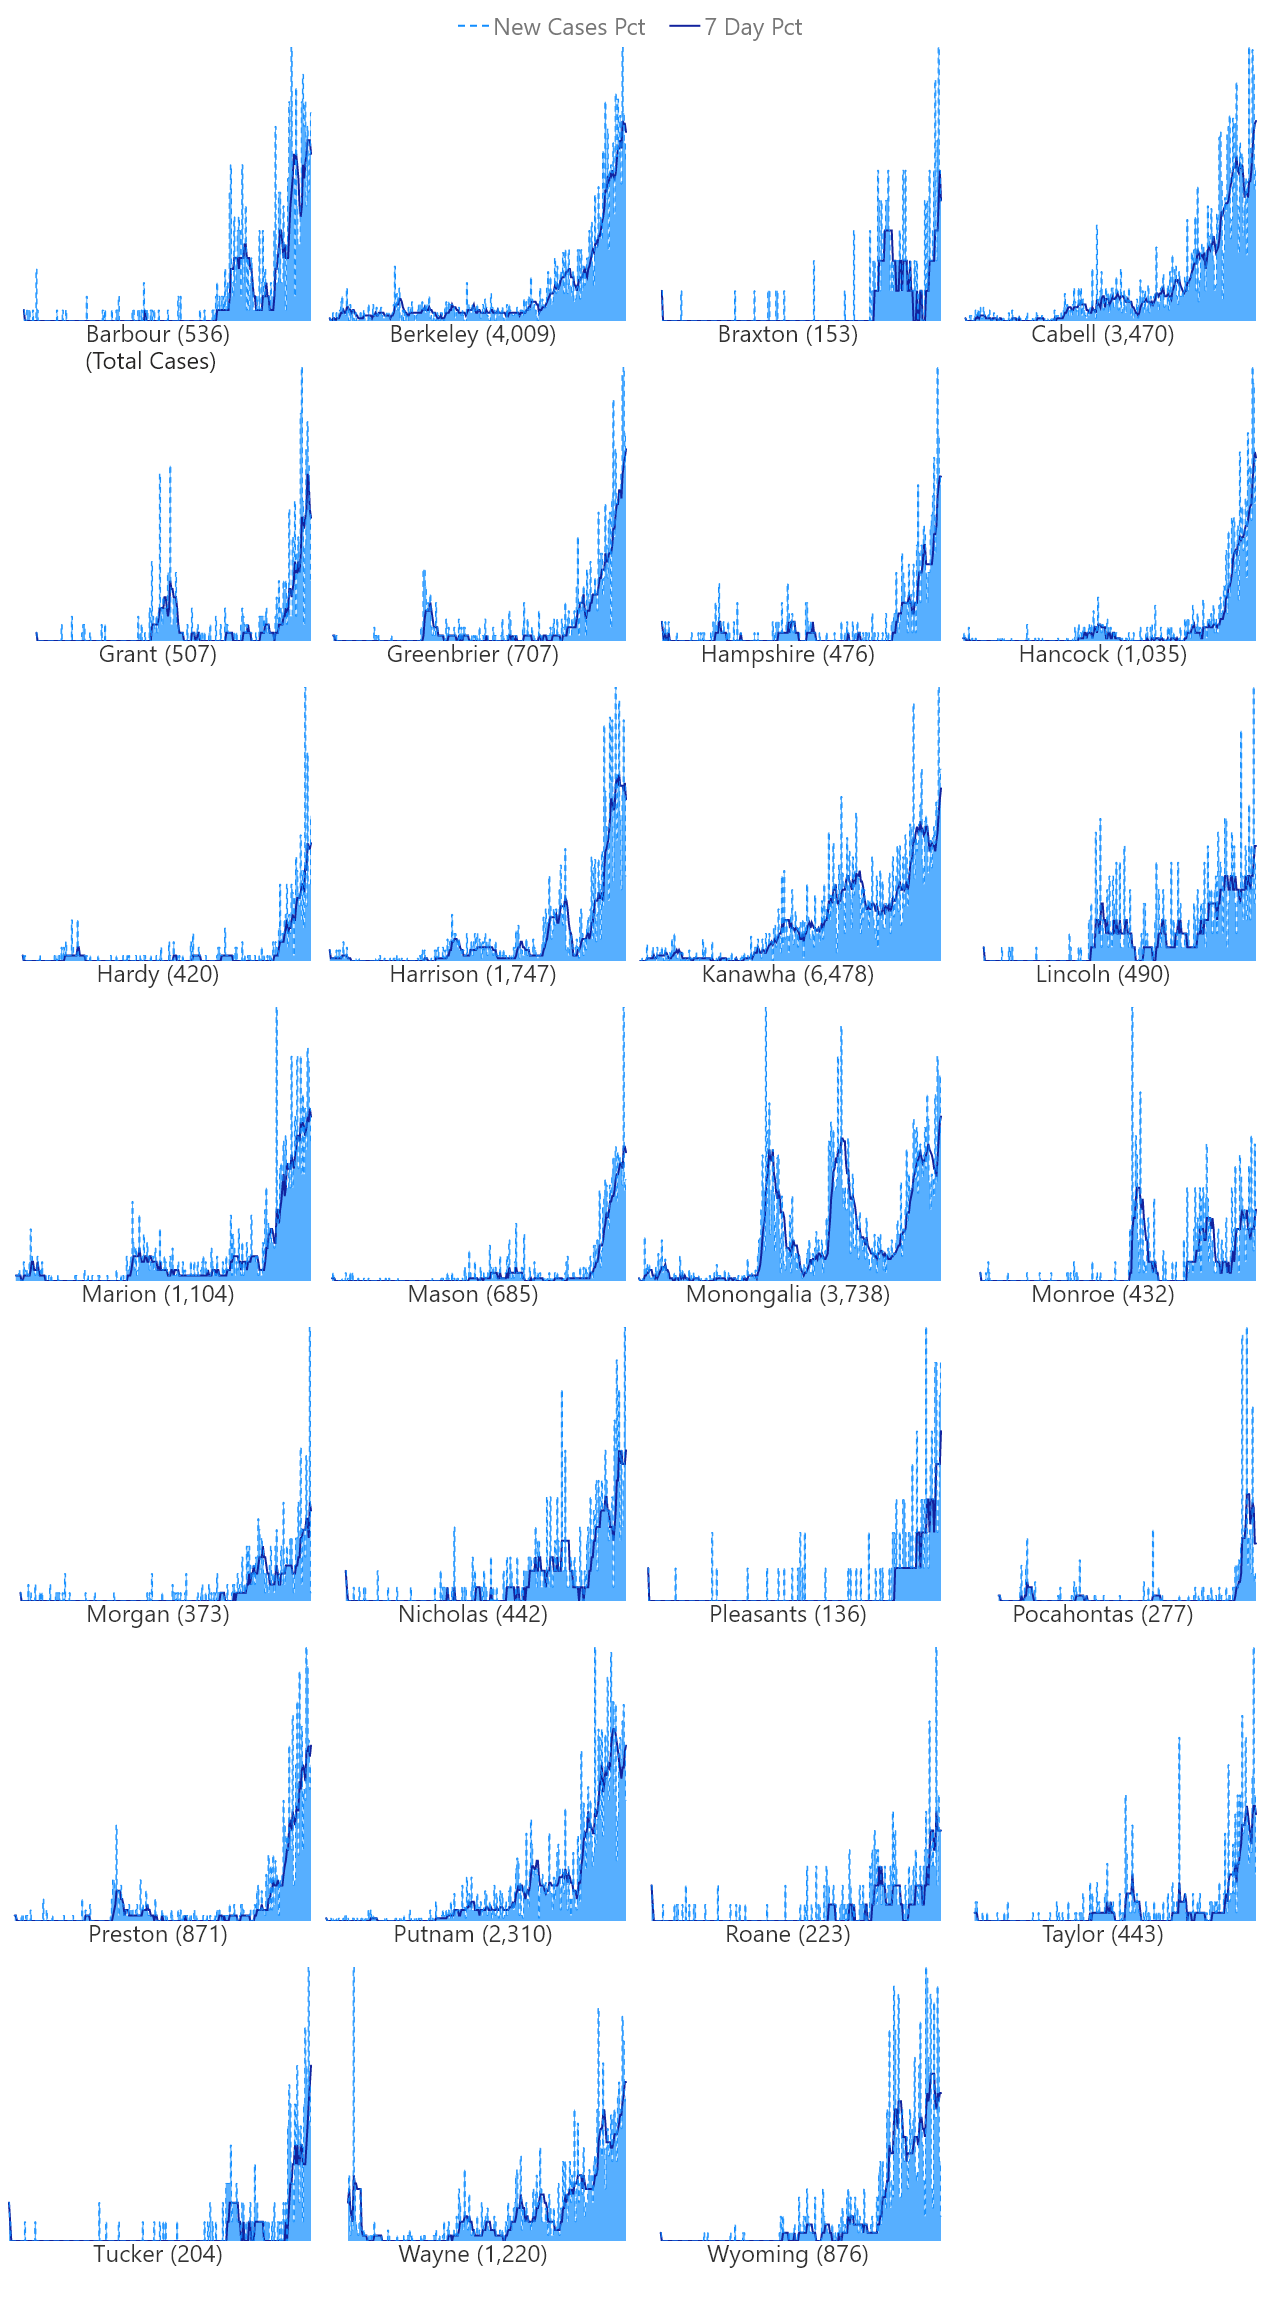 New Cases Pct 7 Day Pct
Barbour (536) Berkeley (4,009) Braxton (153) Cabell (3,470)
(Total Cases)
Grant (507) Greenbrier (707) Hampshire (476) Hancock (1,035)
Hardy (420) Harrison (1,747) Kanawha (6,478) Lincoln (490)
Marion (1,104) Mason (685) Monongalia (3,738) Monroe (432)
Morgan (373) Nicholas (442) Pleasants (136) Pocahontas (277)
Preston (871) Putnam (2,310) Roane (223) Taylor (443)
Tucker (204) Wayne (1,220) Wyoming (876)